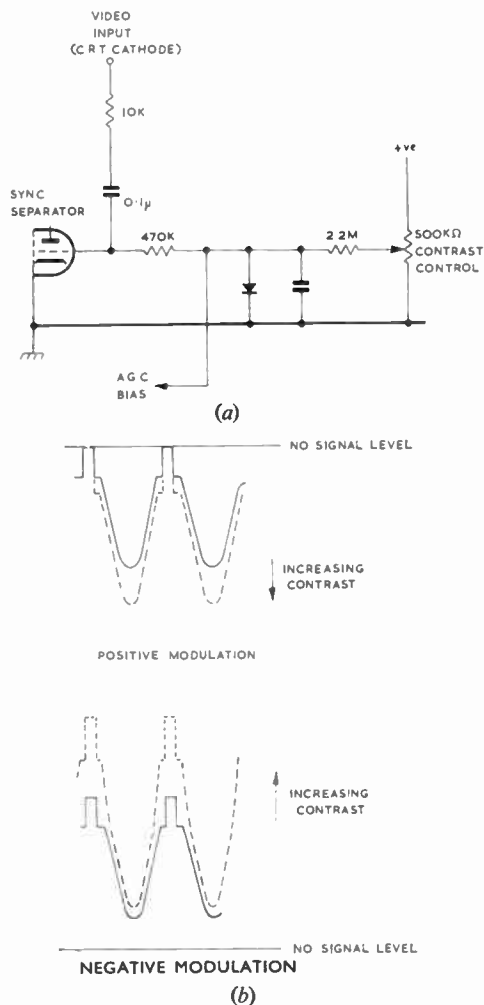 VIDEO
INPUT
(CRT CATHODE)
10K
+ve
SYNC
SEPARATOR
0·1μ
470K
2·2M
500KΩ
CONTRAST
CONTROL
AGC
BIAS
(a)
NO SIGNAL LEVEL
INCREASING
CONTRAST
POSITIVE MODULATION
INCREASING
CONTRAST
NO SIGNAL LEVEL
NEGATIVE MODULATION
(b)